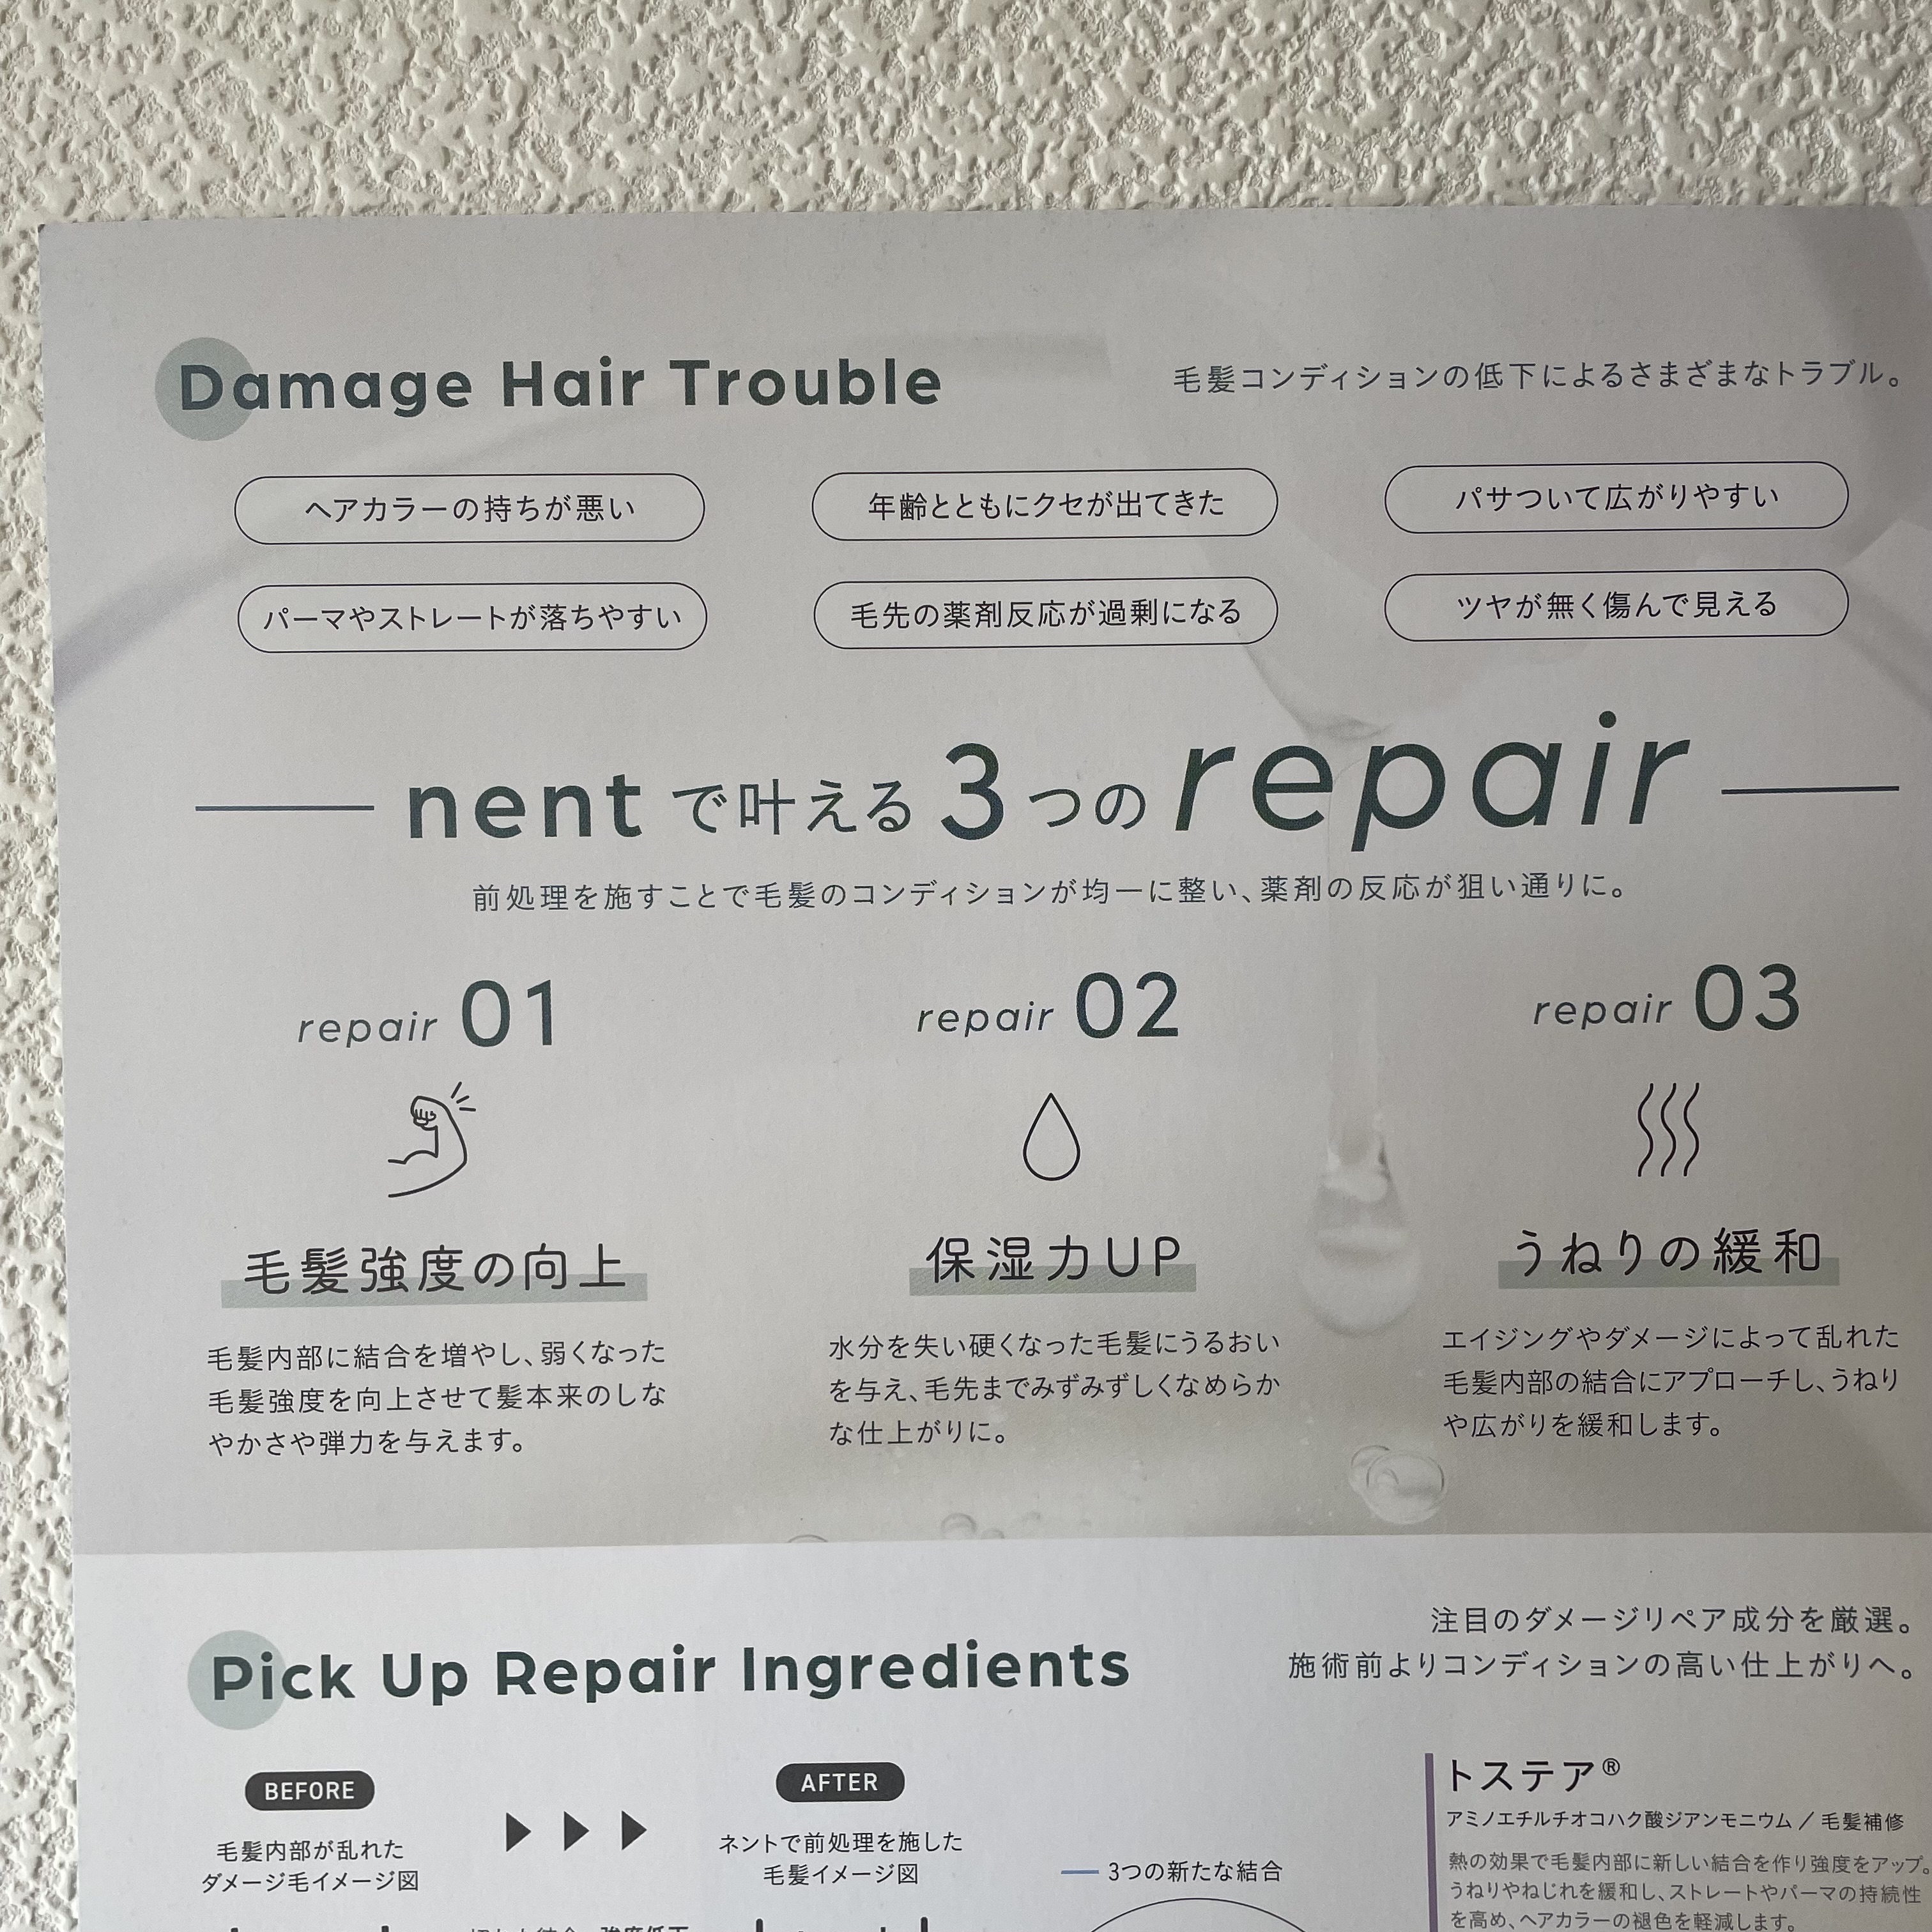 Damage Hair Trouble
毛髪コンディションの低下によるさまざまなトラブル。
ヘアカラーの持ちが悪い
年齢とともにクセが出てきた
パサついて広がりやすい
パーマやストレートが落ちやすい
毛先の薬剤反応が過剰になる
ツヤが無く傷んで見える
nent で叶える 3 つの repair
前処理を施すことで毛髪のコンディションが均一に整い、薬剤の反応が狙い通りに。
repair 01
毛髪強度の向上
毛髪内部に結合を増やし、弱くなった
毛髪強度を向上させて髪本来のしな
やかさや弾力を与えます。
repair 02
保湿力UP
水分を失い硬くなった毛髪にうるおい
を与え、毛先までみずみずしくなめらか
な仕上がりに。
repair 03
うねりの緩和
エイジングやダメージによって乱れた
毛髪内部の結合にアプローチし、うねり
や広がりを緩和します。
Pick Up Repair Ingredients
注目のダメージリペア成分を厳選。
施術前よりコンディションの高い仕上がりへ。
BEFORE
毛髪内部が乱れた
ダメージ毛イメージ図
AFTER
ネントで前処理を施した
毛髪イメージ図
3つの新たな結合
トステア®
アミノエチルチオコハク酸ジアンモニウム / 毛髪補修
熱の効果で毛髪内部に新しい結合を作り強度をアップ。
うねりやねじれを緩和し、ストレートやパーマの持続性
を高め、ヘアカラーの褪色を軽減します。